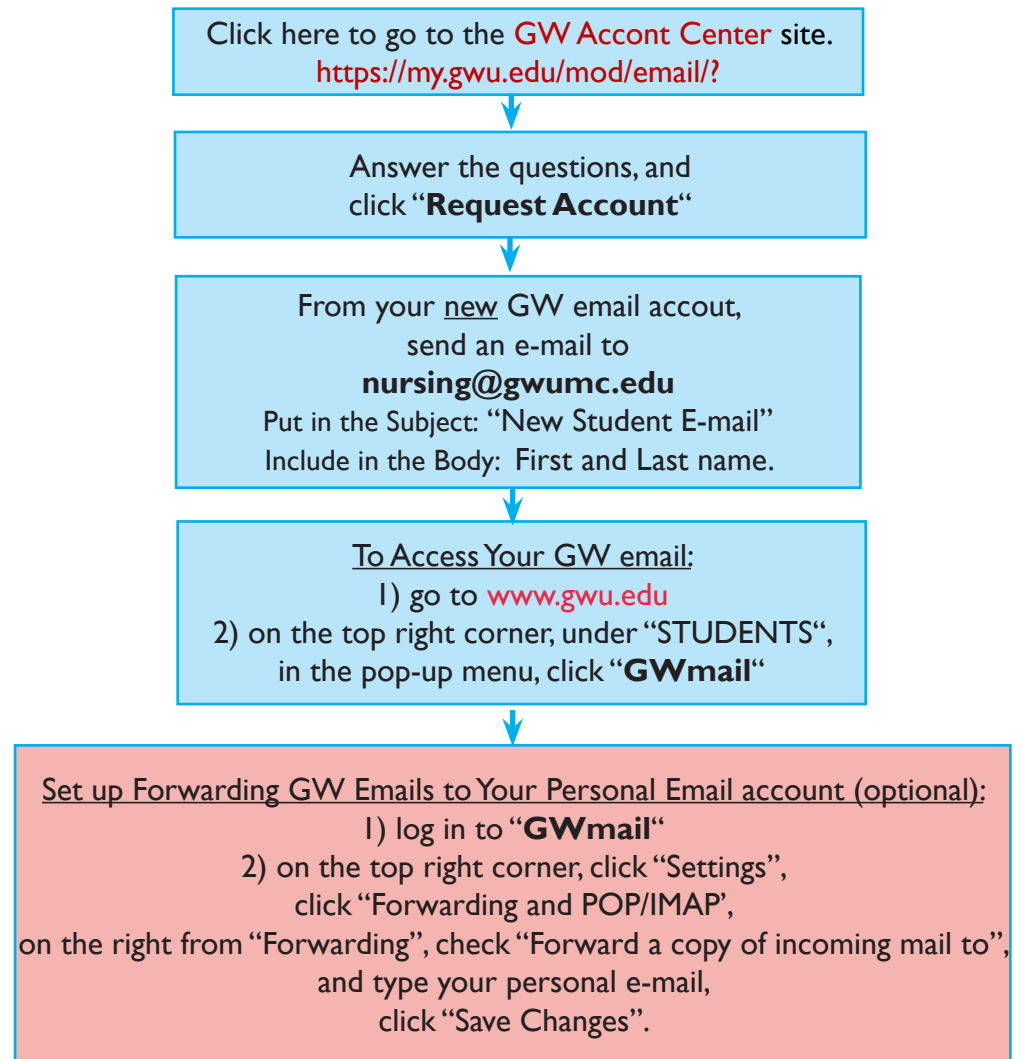 Click here to go to the GW Accont Center site.
https://my.gwu.edu/mod/email/?
Answer the questions, and
click “Request Account“
From your new GW email accout,
send an e-mail to
nursing@gwumc.edu
Put in the Subject: “New Student E-mail”
Include in the Body: First and Last name.
To Access Your GW email:
1) go to www.gwu.edu
2) on the top right corner, under “STUDENTS“,
in the pop-up menu, click “GWmail“
Set up Forwarding GW Emails to Your Personal Email account (optional):
1) log in to “GWmail“
2) on the top right corner, click “Settings”,
click “Forwarding and POP/IMAP’,
on the right from “Forwarding”, check “Forward a copy of incoming mail to”,
and type your personal e-mail,
click “Save Changes”.